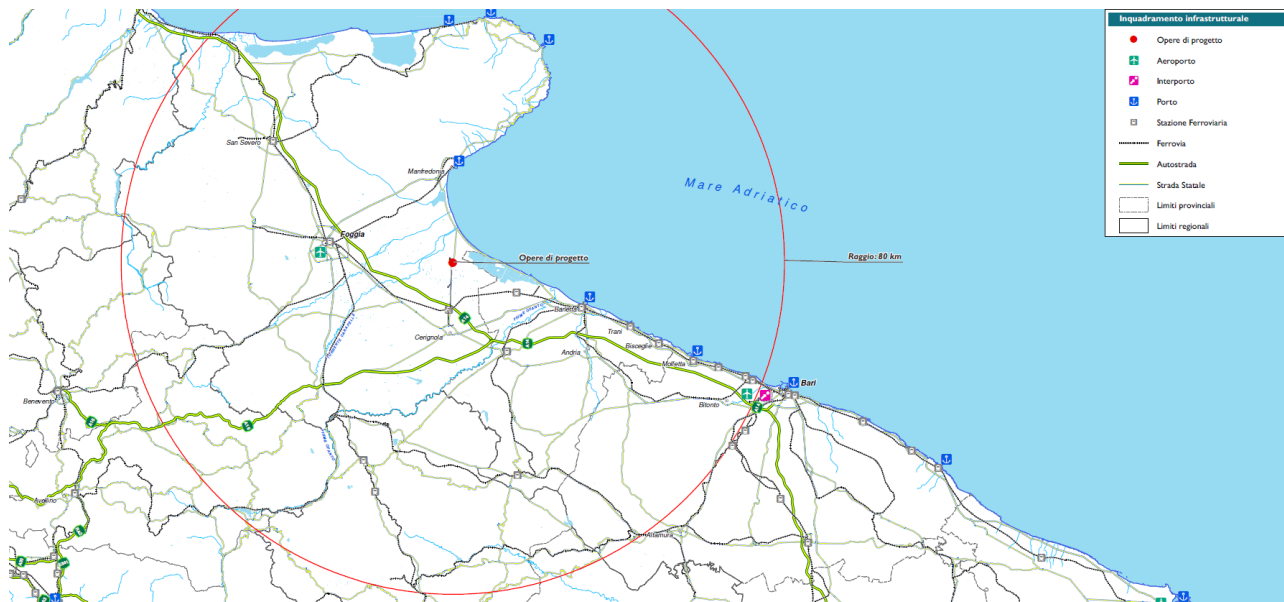 Inquadramento infrastrutturale
Opere di progetto
Aeroporto
Interporto
Porto
Stazione Ferroviaria
Ferrovia
Autostrada
Strada Statale
Limiti provinciali
Limiti regionali
San Severo
Manfredonia
Mare Adriatico
Foggia
Opere di progetto
Raggio: 80 km
Barletta
Cerignola
Trani
Andria
Bisceglie
Molfetta
Bari
Bitonto
Benevento
Avellino
Altamura